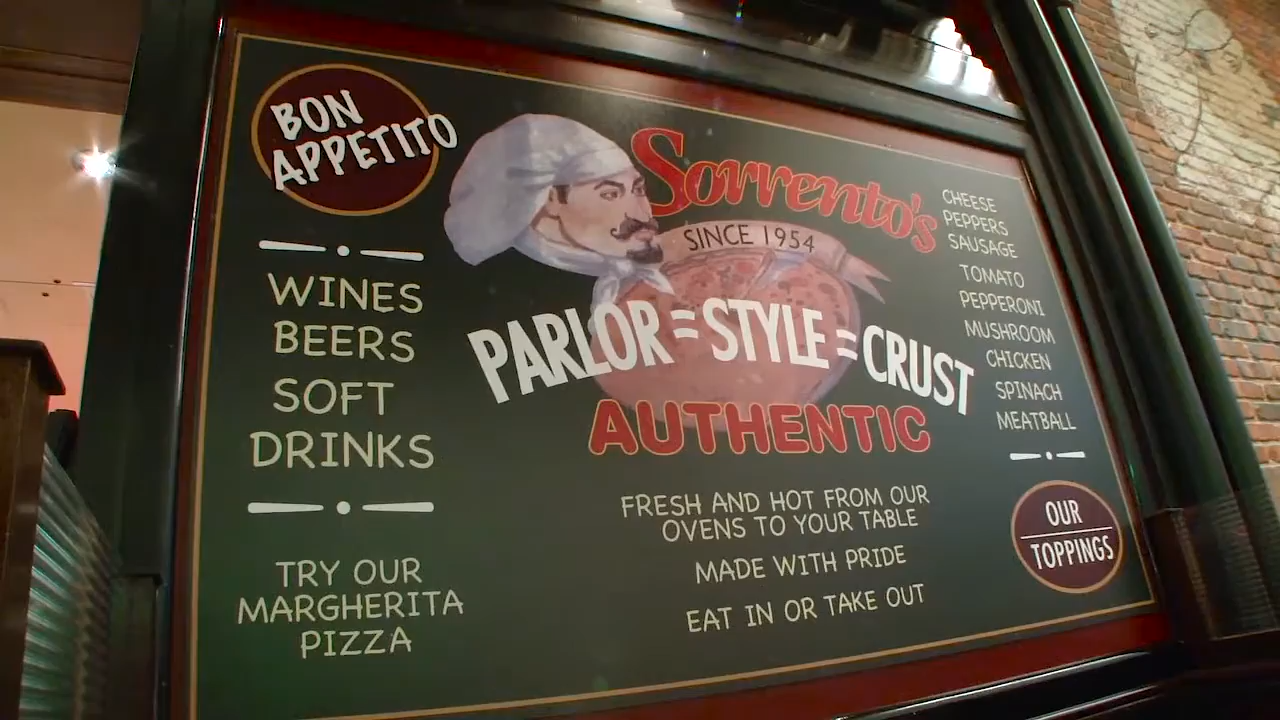 BON
APPETITO
WINES
BEERS
SOFT
DRINKS
TRY OUR
MARGHERITA
PIZZA
Sorrento's
SINCE 1954
PARLOR = STYLE = CRUST
AUTHENTIC
FRESH AND HOT FROM OUR
OVENS TO YOUR TABLE
MADE WITH PRIDE
EAT IN OR TAKE OUT
CHEESE
PEPPERS
SAUSAGE
TOMATO
PEPPERONI
MUSHROOM
CHICKEN
SPINACH
MEATBALL
OUR
TOPPINGS